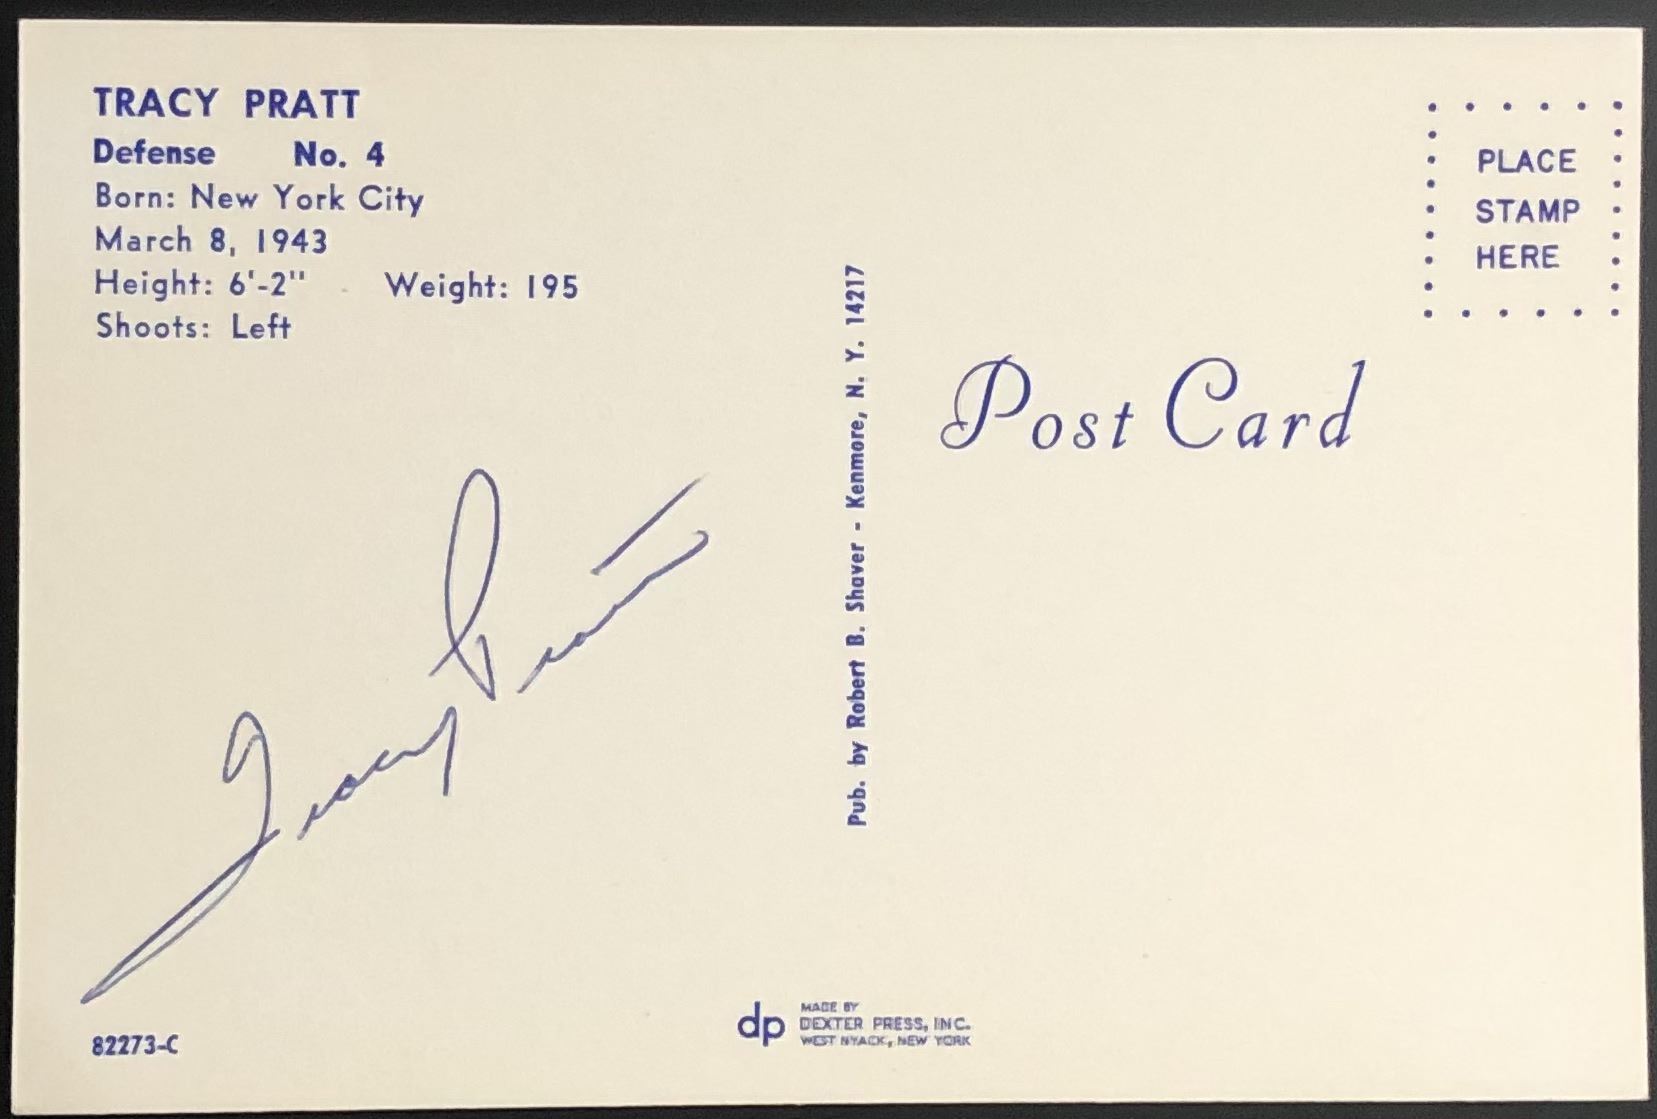 TRACY PRATT
Defense No. 4
Born: New York City
March 8, 1943
Height: 6'-2" Weight: 195
Shoots: Left
Tracy Pratt
82273-C
Pub. by Robert B. Shaver - Kenmore, N. Y. 14217
dp
MADE BY
DEXTER PRESS, INC.
WEST NYACK, NEW YORK
PLACE
STAMP
HERE
Post Card